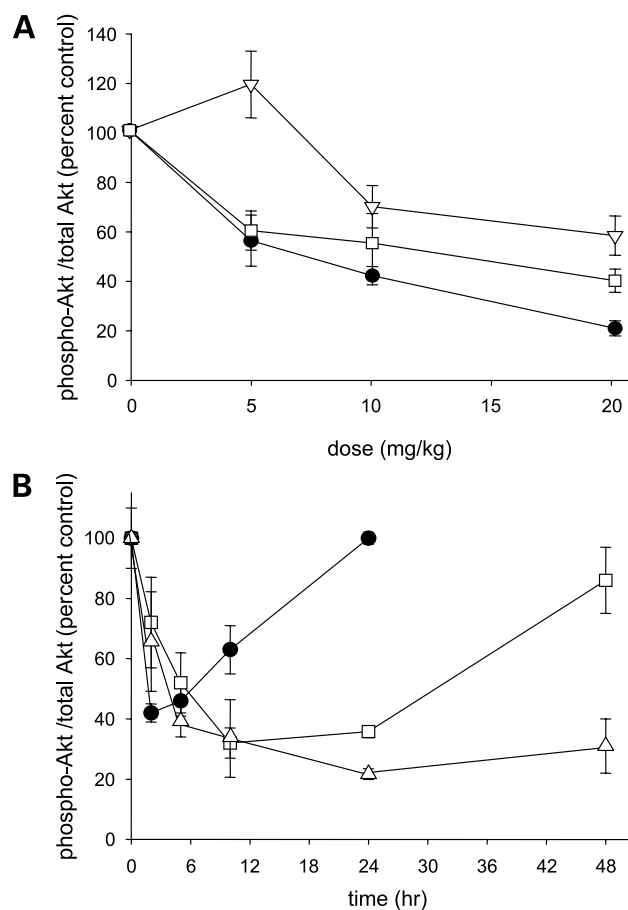 A
phospho-Akt /total Akt (percent control)
140
120
100
80
60
40
20
0
0 5 10 15 20
dose (mg/kg)
B
phospho-Akt /total Akt (percent control)
100
80
60
40
20
0
0 6 12 18 24 30 36 42 48
time (hr)